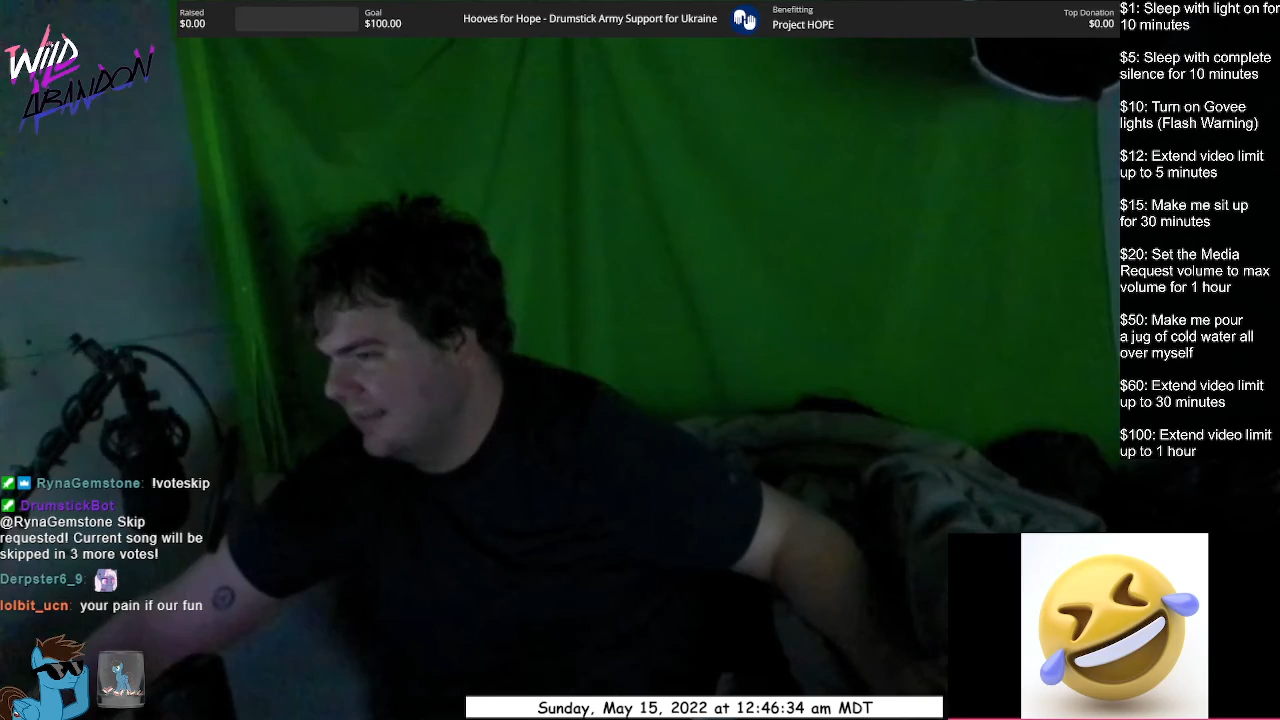 Raised
$0.00
Goal
$100.00
Hooves for Hope - Drumstick Army Support for Ukraine
Benefitting
Project HOPE
Top Donation
$0.00
WILD
ABANDON
$1: Sleep with light on for
10 minutes
$5: Sleep with complete
silence for 10 minutes
$10: Turn on Govee
lights (Flash Warning)
$12: Extend video limit
up to 5 minutes
$15: Make me sit up
for 30 minutes
$20: Set the Media
Request volume to max
volume for 1 hour
$50: Make me pour
a jug of cold water all
over myself
$60: Extend video limit
up to 30 minutes
$100: Extend video limit
up to 1 hour
RynaGemstone: !voteskip
DrumstickBot:
@RynaGemstone Skip
requested! Current song will be
skipped in 3 more votes!
Derpster6_9:
lolbit_ucn: your pain if our fun
Sunday, May 15, 2022 at 12:46:34 am MDT